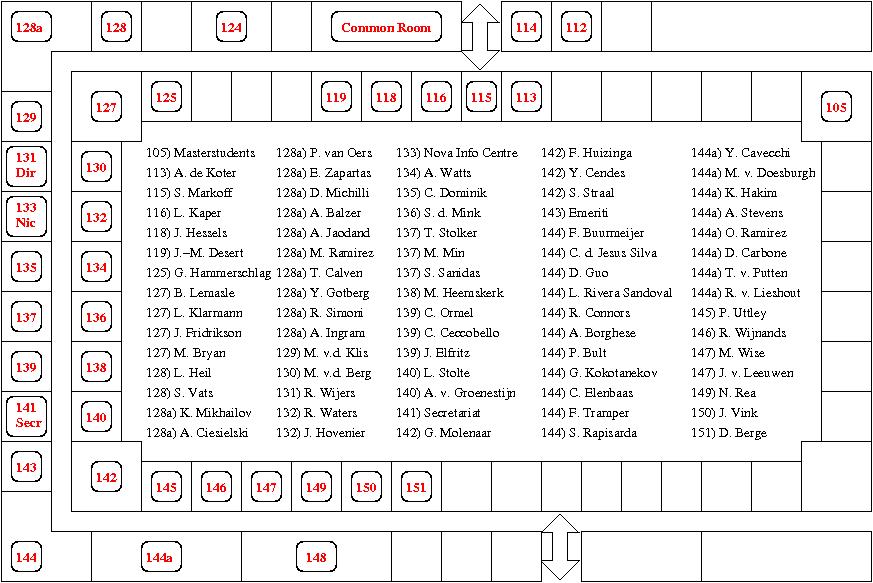 128a 128 124 Common Room 114 112
127 125 119 118 116 115 113 105
129
131
Dir
130
133
Nic
132
135 134
137 136
139 138
141
Secr
140
143 142
105) Masterstudents
113) A. de Koter
115) S. Markoff
116) L. Kaper
118) J. Hessels
119) J.-M. Desert
125) G. Hammerschlag
127) B. Lemasle
127) L. Klarmann
127) J. Fridrikson
127) M. Bryan
128) L. Heil
128) S. Vats
128a) K. Mikhailov
128a) A. Ciesielski
128a) P. van Oers
128a) E. Zapartas
128a) D. Michilli
128a) A. Balzer
128a) A. Jaodand
128a) M. Ramirez
128a) T. Calven
128a) Y. Gotberg
128a) R. Simoni
128a) A. Ingram
129) M. v.d. Klis
130) M. v.d. Berg
131) R. Wijers
132) R. Waters
132) J. Hovenier
133) Nova Info Centre
134) A. Watts
135) C. Dominik
136) S. d. Mink
137) T. Stolker
137) M. Min
137) S. Sanidas
138) M. Heemskerk
139) C. Ormel
139) C. Ceccobello
139) J. Elfritz
140) L. Stolte
140) A. v. Groenestijn
141) Secretariat
142) G. Molenaar
142) F. Huizinga
142) Y. Cendes
142) S. Straal
143) Emeriti
144) F. Buurmeijer
144) C. d. Jesus Silva
144) D. Guo
144) L. Rivera Sandoval
144) R. Connors
144) A. Borghese
144) P. Bult
144) G. Kokotanekov
144) C. Elenbaas
144) F. Tramper
144) S. Rapisarda
144a) Y. Cavecchi
144a) M. v. Doesburgh
144a) K. Hakim
144a) A. Stevens
144a) O. Ramirez
144a) D. Carbone
144a) T. v. Putten
144a) R. v. Lieshout
145) P. Uttley
146) R. Wijnands
147) M. Wise
147) J. v. Leeuwen
149) N. Rea
150) J. Vink
151) D. Berge
145 146 147 149 150 151
144 144a 148